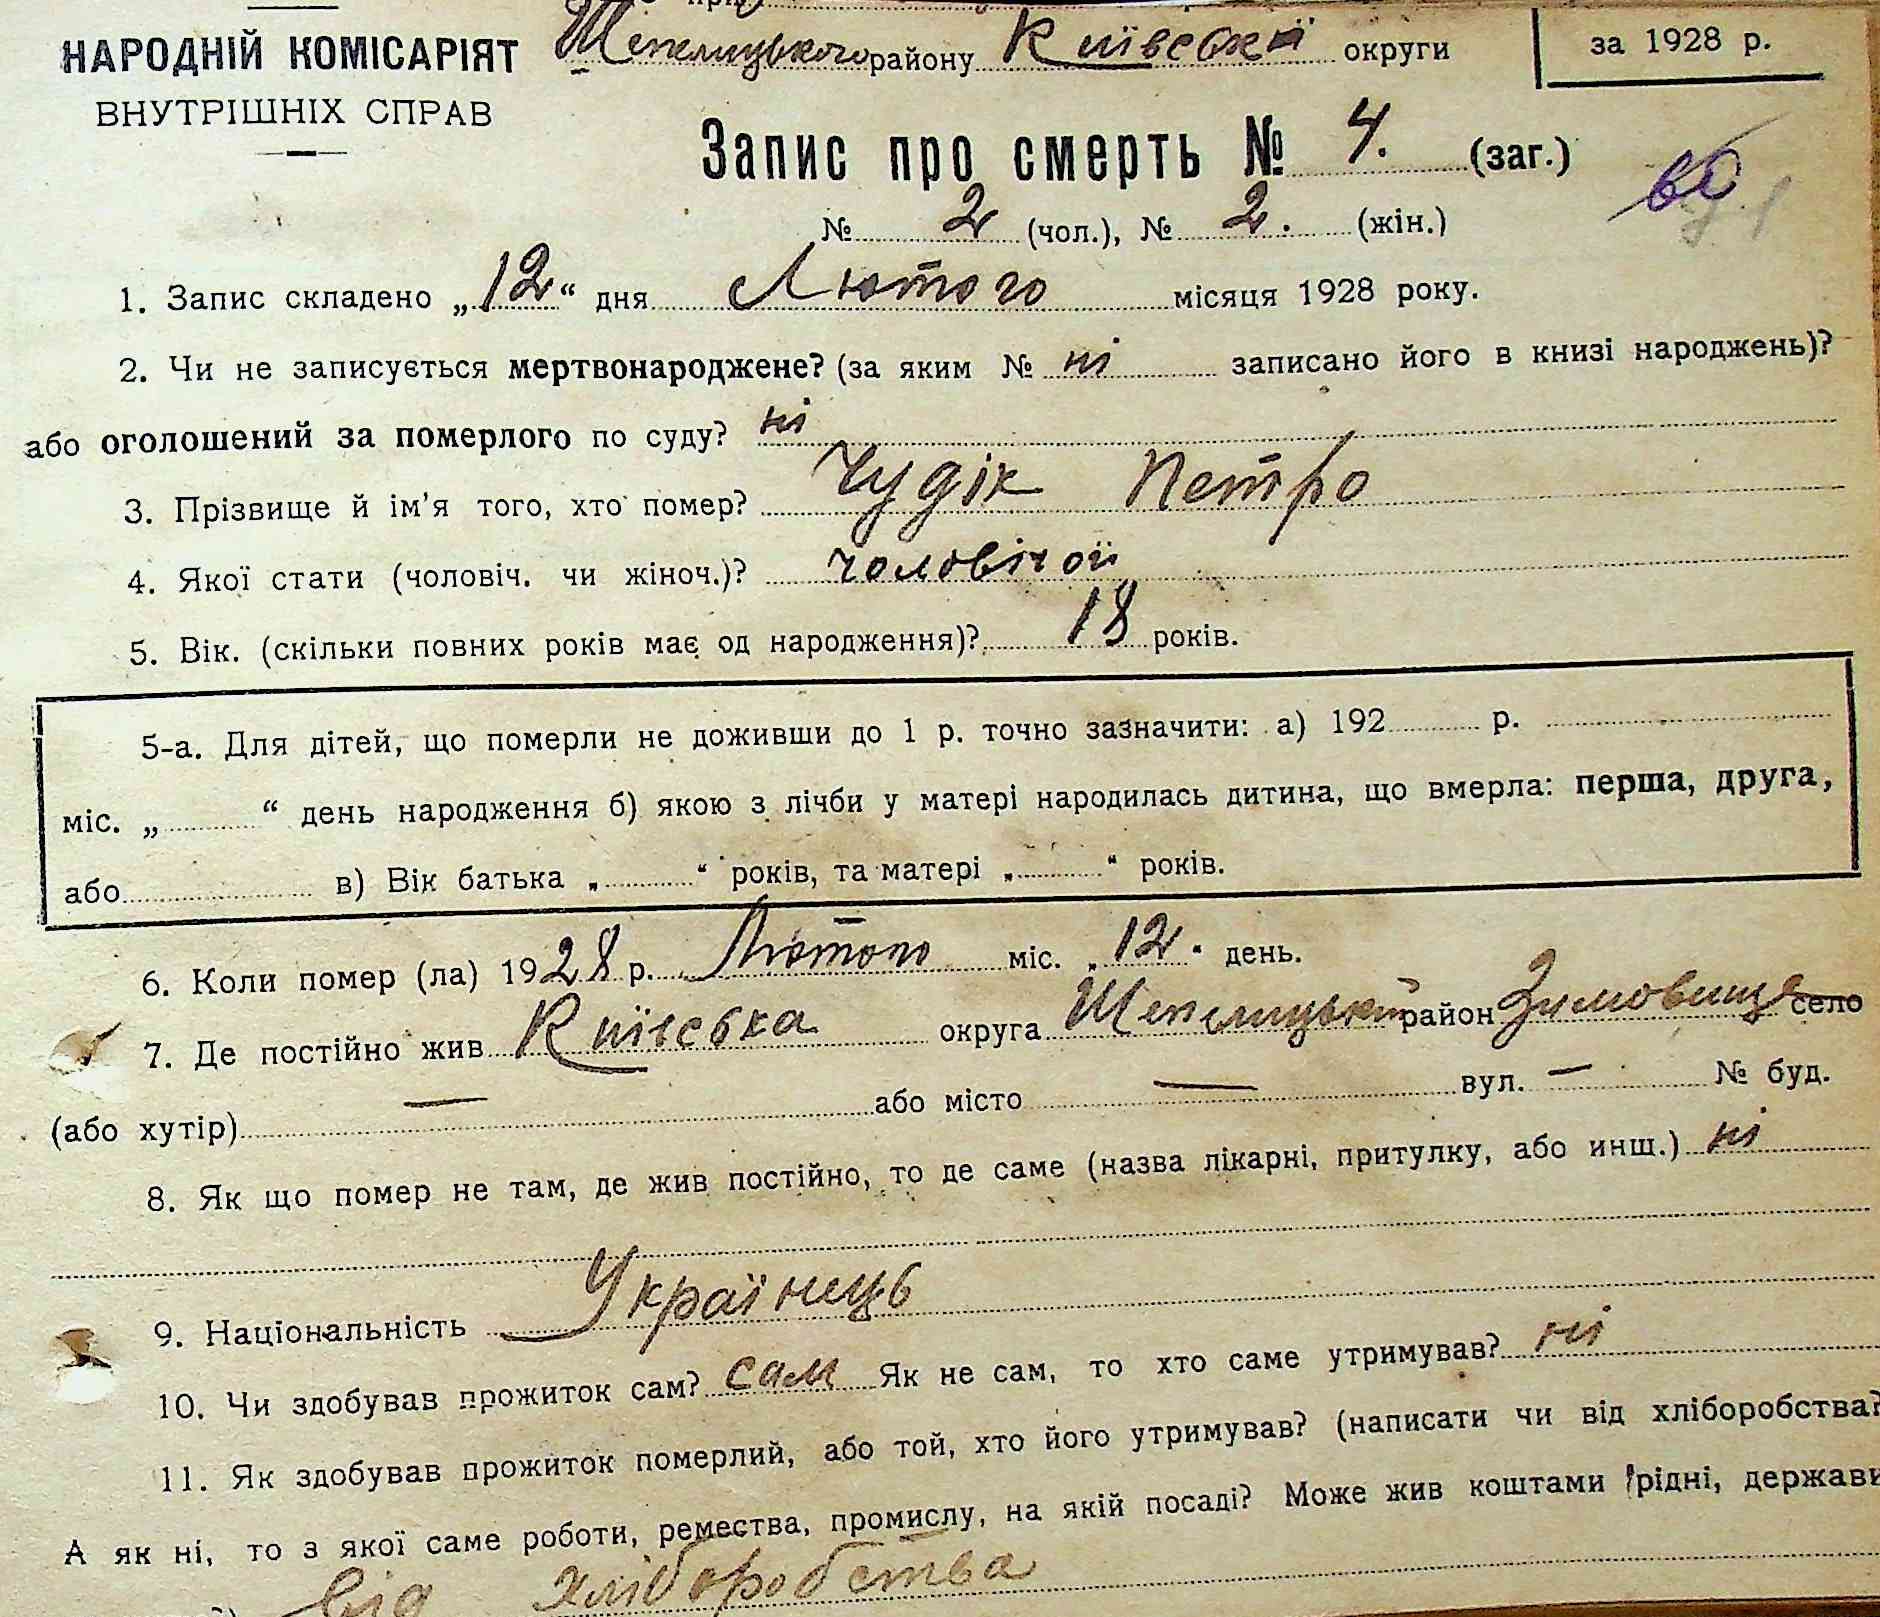 НАРОДНІЙ КОМІСАРІЯТ
ВНУТРІШНІХ СПРАВ
Шепелицького району Київської округи
за 1928 р.
Запис про смерть № 4. (заг.)
№ 2 (чол.), № 2. (жін.)
1. Запис складено „12“ дня Лютого місяця 1928 року.
2. Чи не записується мертвонароджене? (за яким № ні записано його в книзі народжень)?
або оголошений за померлого по суду? ні
3. Прізвище й ім'я того, хто помер? Чудік Петро
4. Якої стати (чоловіч. чи жіноч.)? чоловічої
5. Вік. (скільки повних років має од народження)? 18 років.
5-а. Для дітей, що померли не доживши до 1 р. точно зазначити: а) 192 р.
міс. „ “ день народження б) якою з лічби у матері народилась дитина, що вмерла: перша, друга,
або в) Вік батька „ “ років, та матері „ “ років.
6. Коли помер (ла) 1928 р. Лютого міс. „12“ день.
7. Де постійно жив Київська округа Шепелицький район Зимовище село
(або хутір) — або місто — вул. — № буд.
8. Як що помер не там, де жив постійно, то де саме (назва лікарні, притулку, або инш.) ні
9. Національність Українець
10. Чи здобував прожиток сам? сам Як не сам, то хто саме утримував? ні
11. Як здобував прожиток померлий, або той, хто його утримував? (написати чи від хліборобства?
А як ні, то з якої саме роботи, ремества, промислу, на якій посаді? Може жив коштами рідні, держави
від хліборобства